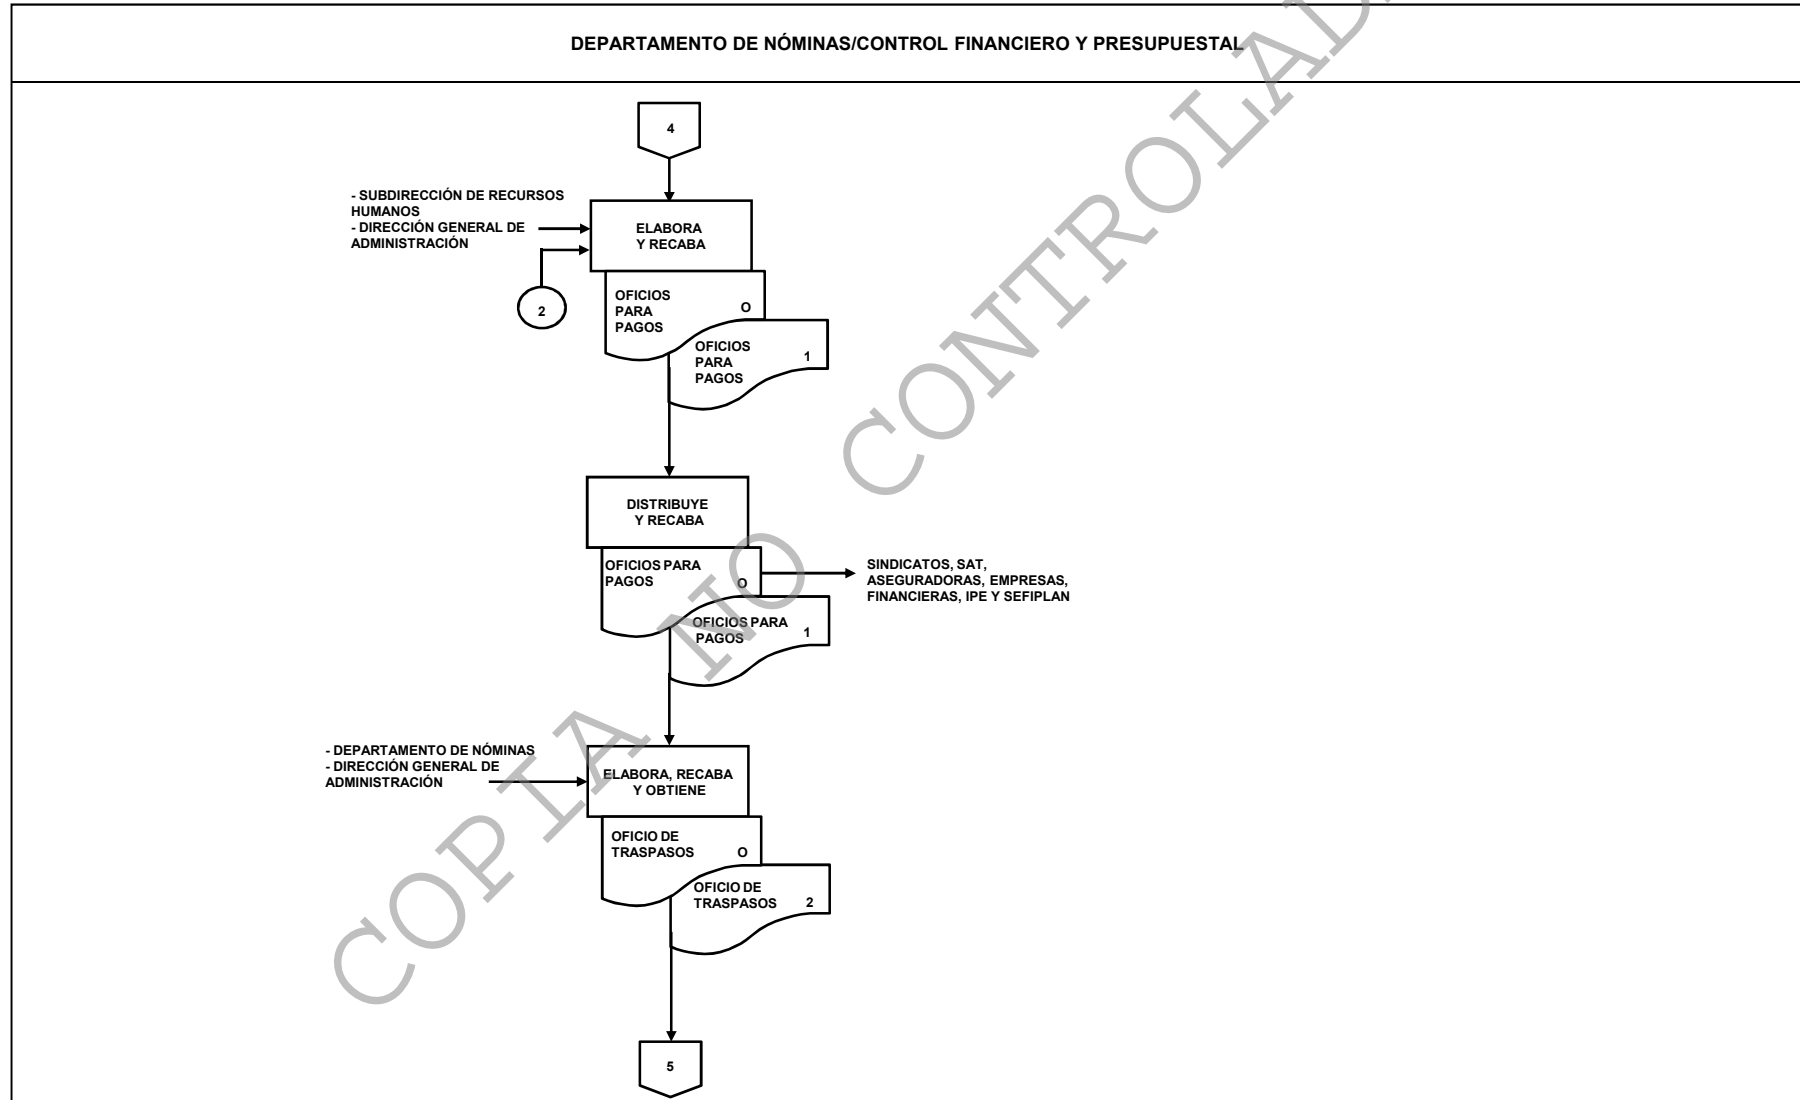 DEPARTAMENTO DE NÓMINAS/CONTROL FINANCIERO Y PRESUPUESTAL
4
- SUBDIRECCIÓN DE RECURSOS
HUMANOS
- DIRECCIÓN GENERAL DE
ADMINISTRACIÓN
ELABORA
Y RECABA
2
OFICIOS
PARA
PAGOS
O
OFICIOS
PARA
PAGOS
1
DISTRIBUYE
Y RECABA
OFICIOS PARA
PAGOS
O
SINDICATOS, SAT,
ASEGURADORAS, EMPRESAS,
FINANCIERAS, IPE Y SEFIPLAN
OFICIOS PARA
PAGOS
1
- DEPARTAMENTO DE NÓMINAS
- DIRECCIÓN GENERAL DE
ADMINISTRACIÓN
ELABORA, RECABA
Y OBTIENE
OFICIO DE
TRASPASOS
O
OFICIO DE
TRASPASOS
2
5
COPIA NO CONTROLAD